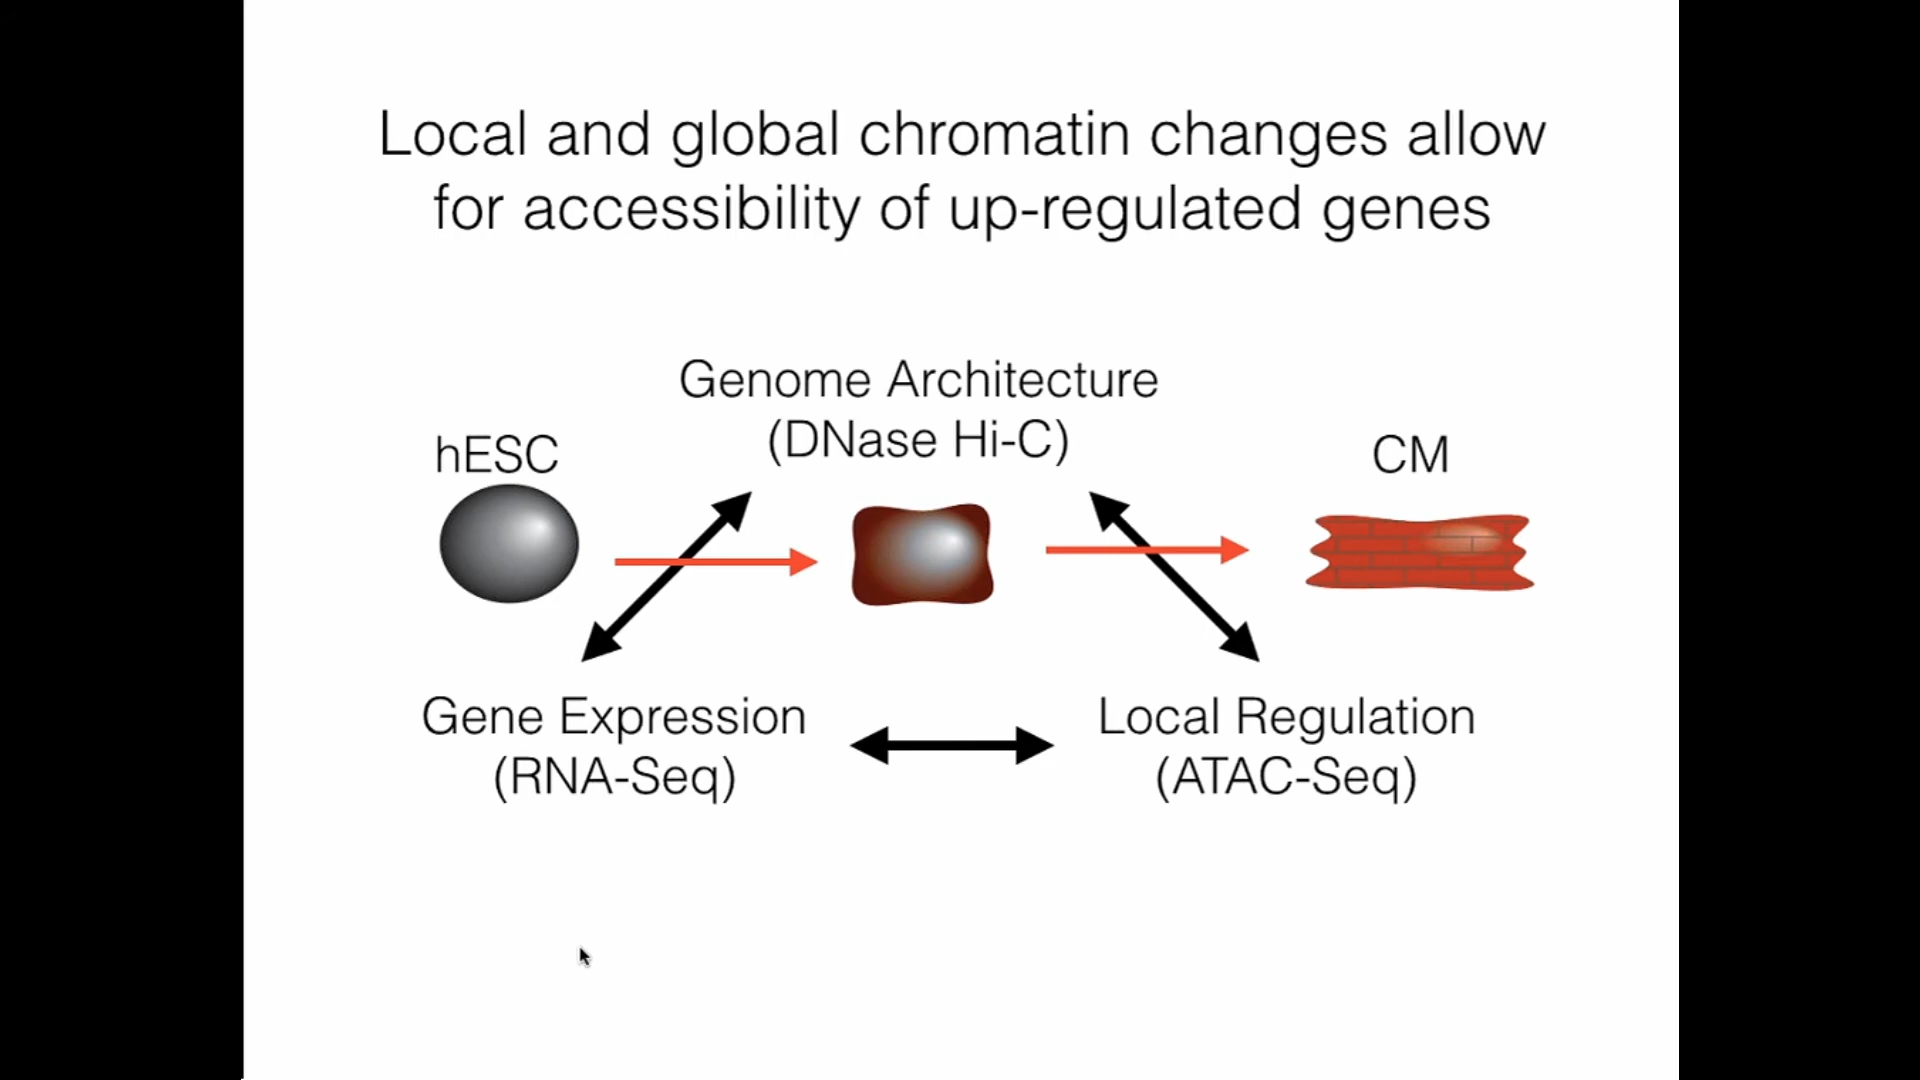 Local and global chromatin changes allow
for accessibility of up-regulated genes
Genome Architecture
(DNase Hi-C)
hESC
CM
Gene Expression
(RNA-Seq)
Local Regulation
(ATAC-Seq)